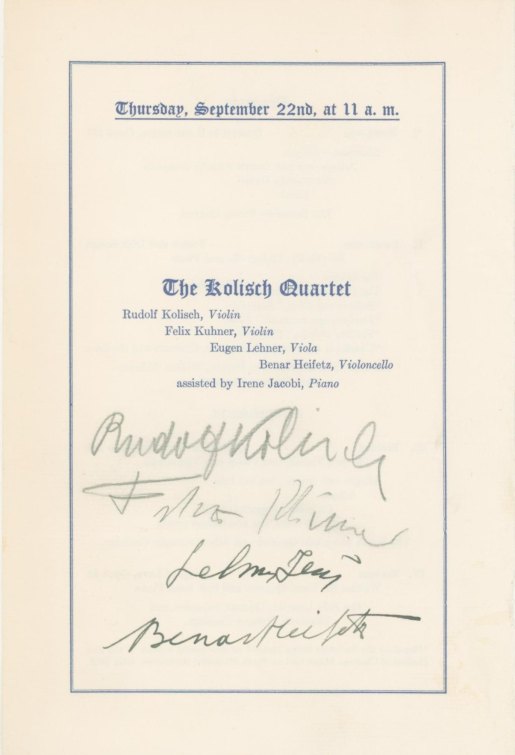 Thursday, September 22nd, at 11 a. m.
The Kolisch Quartet
Rudolf Kolisch, Violin
Felix Kuhner, Violin
Eugen Lehner, Viola
Benar Heifetz, Violoncello
assisted by Irene Jacobi, Piano
Rudolf Kolisch
Felix Khuner
Lehner Jenö
Benar Heifetz